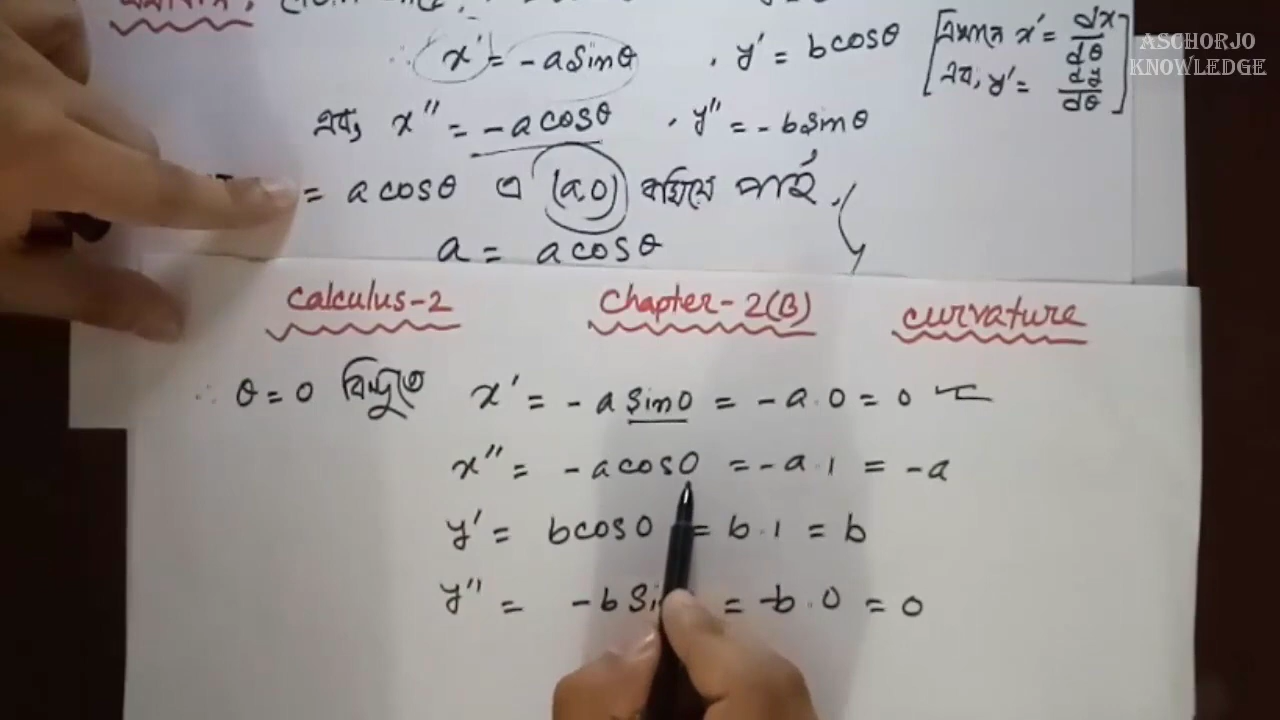 x' = -a sinθ , y' = b cosθ [এখানে x' = dx/dθ
ASCHORJO
KNOWLEDGE
এবং, y' = dy/dθ]
এবং, x'' = -a cosθ , y'' = -b sinθ
= a cosθ এ (a,0) বসিয়ে পাই,
a = a cosθ
Calculus-2 Chapter-2(B) curvature
∴ θ = 0 বিন্দুতে x' = -a sin0 = -a.0 = 0
x'' = -a cos0 = -a.1 = -a
y' = b cos0 = b.1 = b
y'' = -b Si = -b.0 = 0